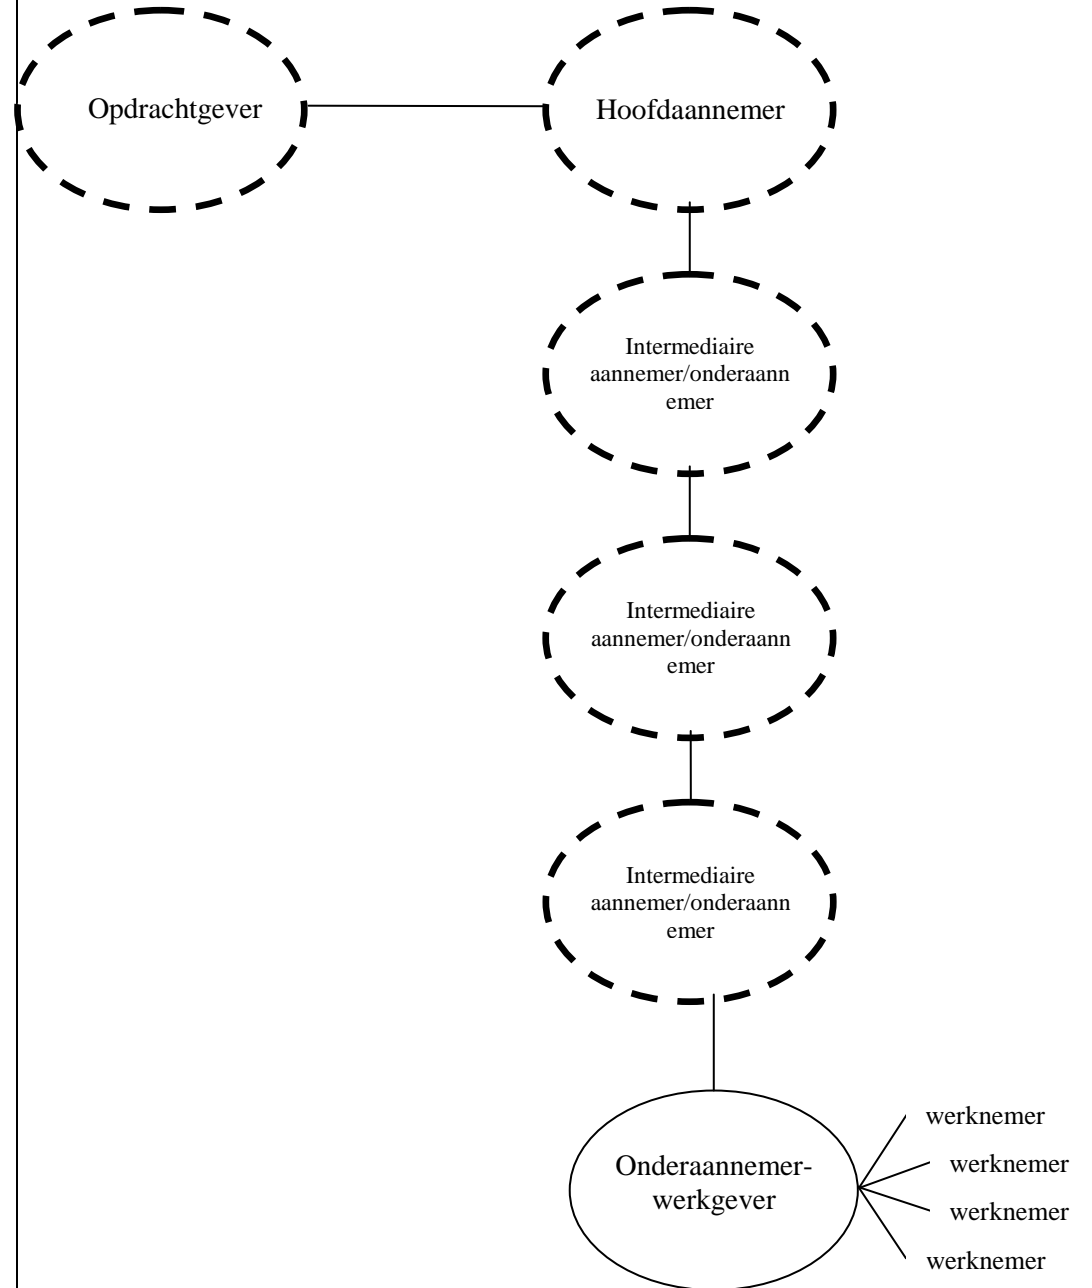 Opdrachtgever
Hoofdaannemer
Intermediaire
aannemer/onderaann
emer
Intermediaire
aannemer/onderaann
emer
Intermediaire
aannemer/onderaann
emer
Onderaannemer-
werkgever
werknemer
werknemer
werknemer
werknemer